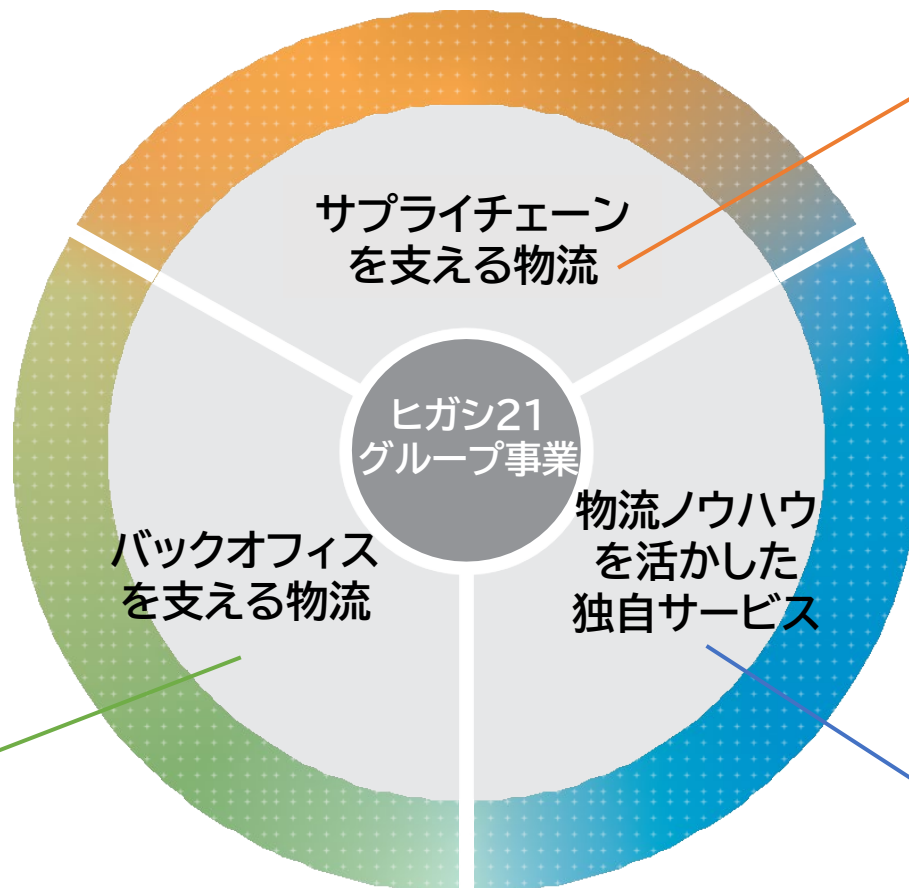 サプライチェーン
を支える物流
ヒガシ21
グループ事業
バックオフィス
を支える物流
物流ノウハウ
を活かした
独自サービス